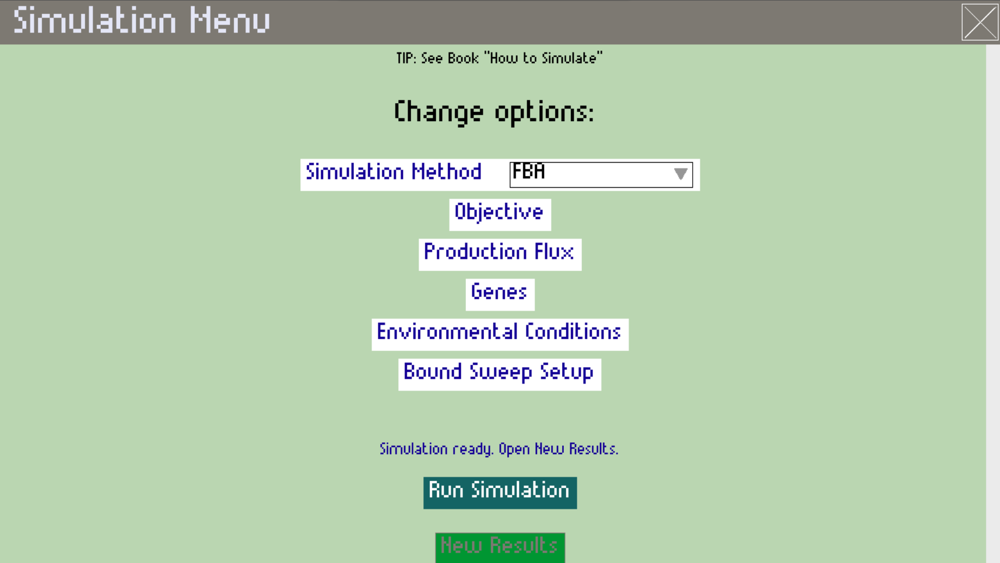 Simulation Menu
TIP: See Book "How to Simulate"
Change options:
Simulation Method FBA
Objective
Production Flux
Genes
Environmental Conditions
Bound Sweep Setup
Simulation ready. Open New Results.
Run Simulation
New Results